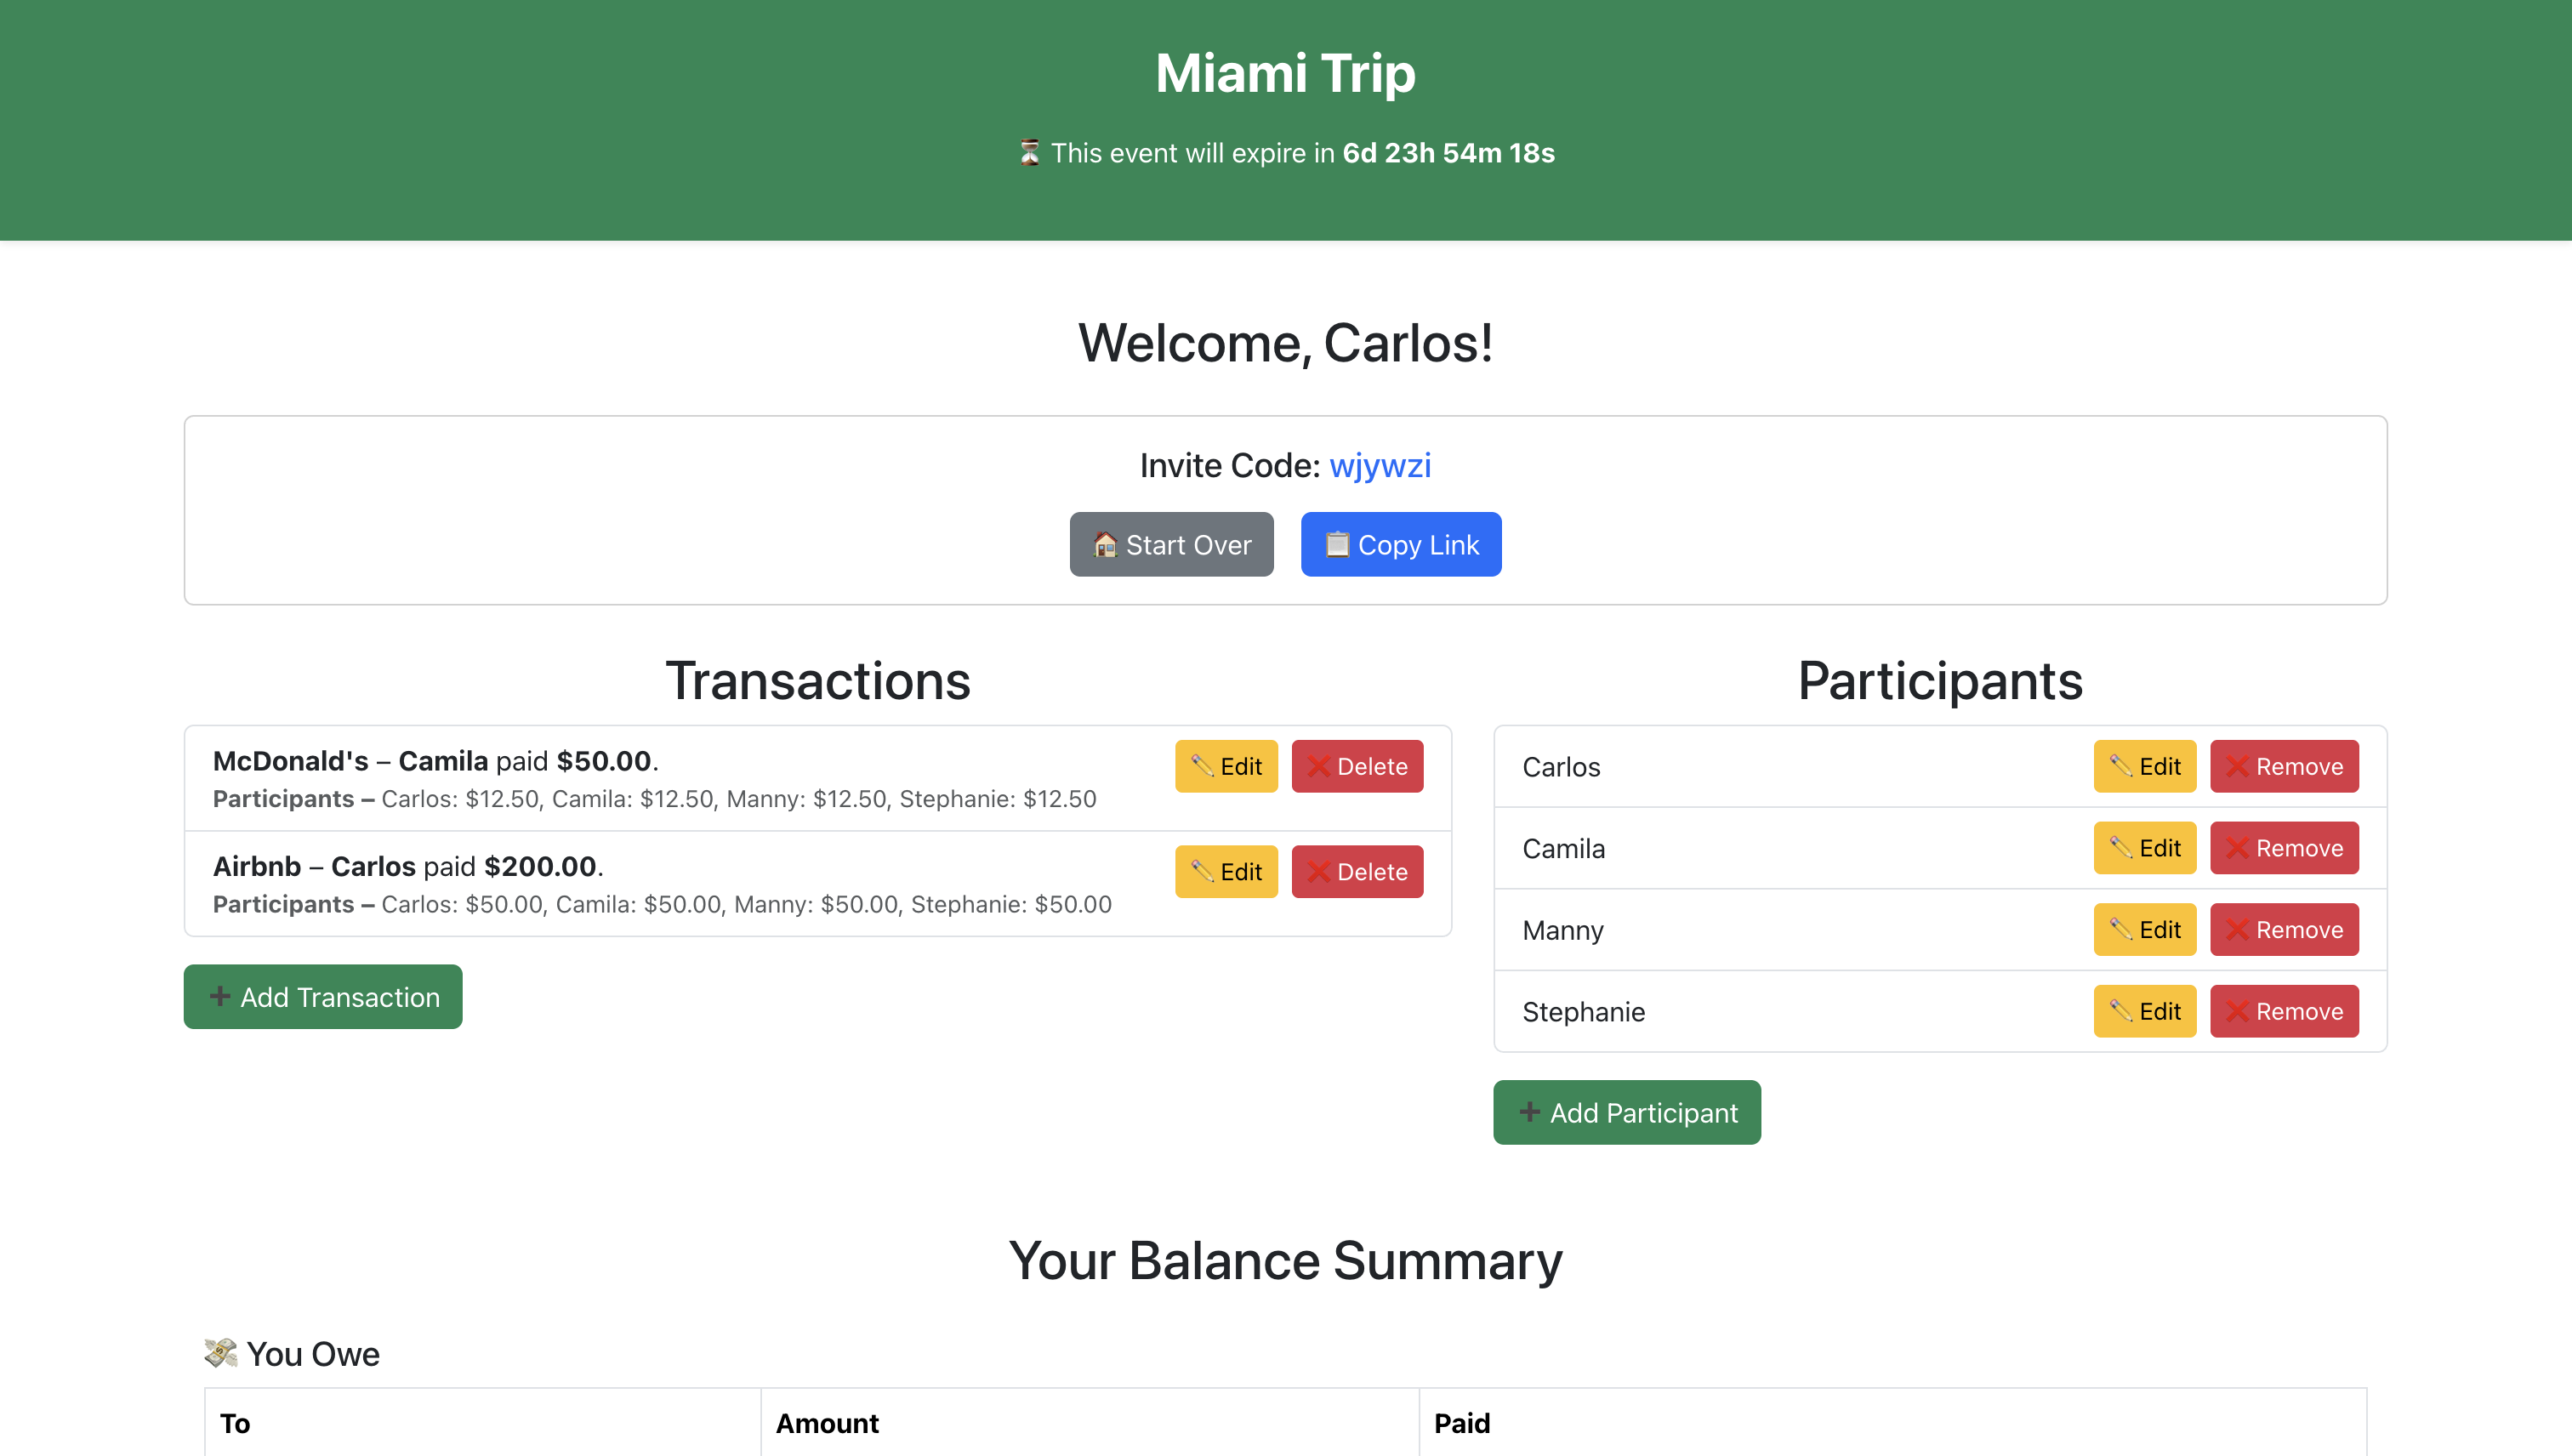 Miami Trip
⏳ This event will expire in 6d 23h 54m 18s
Welcome, Carlos!
Invite Code: wjywzi
🏠 Start Over
📋 Copy Link
Transactions
McDonald's – Camila paid $50.00.
Participants – Carlos: $12.50, Camila: $12.50, Manny: $12.50, Stephanie: $12.50
✏️ Edit
❌ Delete
Airbnb – Carlos paid $200.00.
Participants – Carlos: $50.00, Camila: $50.00, Manny: $50.00, Stephanie: $50.00
✏️ Edit
❌ Delete
➕ Add Transaction
Participants
Carlos
✏️ Edit
❌ Remove
Camila
✏️ Edit
❌ Remove
Manny
✏️ Edit
❌ Remove
Stephanie
✏️ Edit
❌ Remove
➕ Add Participant
Your Balance Summary
💸 You Owe
To
Amount
Paid